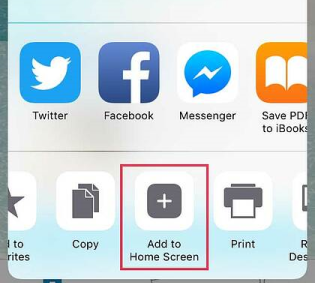 Twitter
Facebook
Messenger
Save PDF
to iBooks
d to
rites
Copy
Add to
Home Screen
Print
R
Des